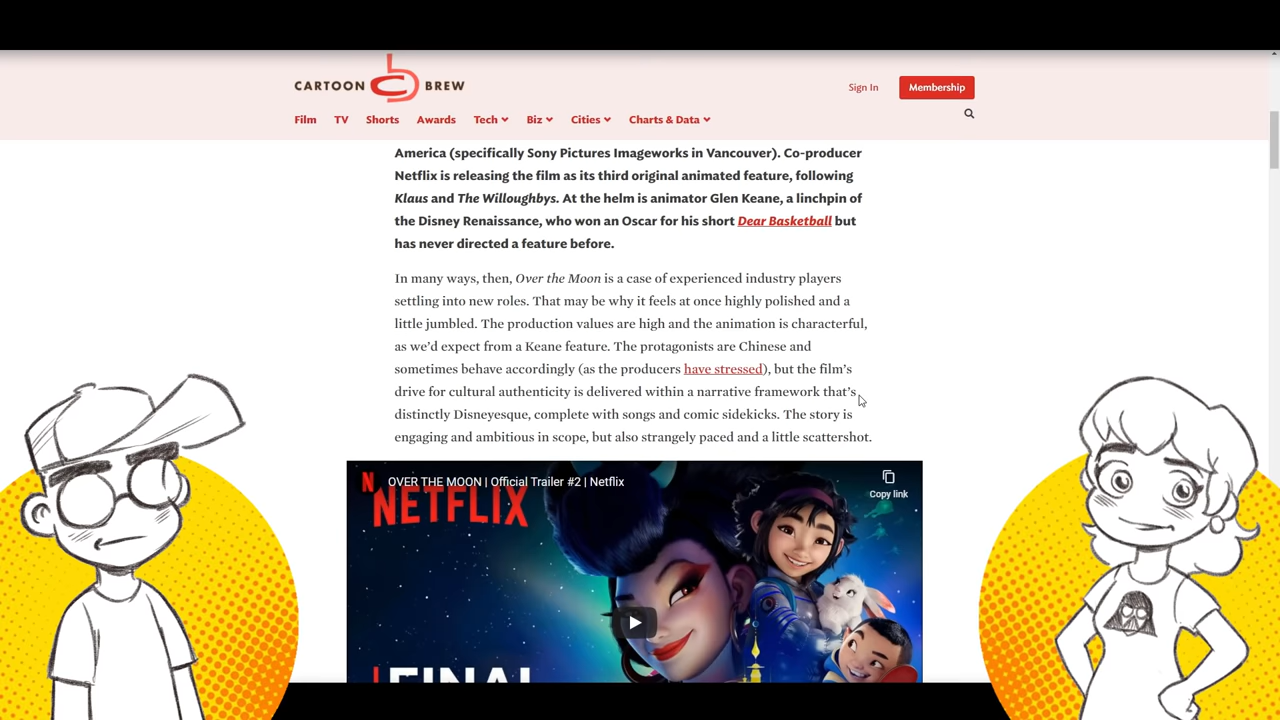 CARTOON BREW
Sign In
Membership
Film TV Shorts Awards Tech Biz Cities Charts & Data
America (specifically Sony Pictures Imageworks in Vancouver). Co-producer
Netflix is releasing the film as its third original animated feature, following
Klaus and The Willoughbys. At the helm is animator Glen Keane, a linchpin of
the Disney Renaissance, who won an Oscar for his short Dear Basketball but
has never directed a feature before.
In many ways, then, Over the Moon is a case of experienced industry players
settling into new roles. That may be why it feels at once highly polished and a
little jumbled. The production values are high and the animation is characterful,
as we’d expect from a Keane feature. The protagonists are Chinese and
sometimes behave accordingly (as the producers have stressed), but the film’s
drive for cultural authenticity is delivered within a narrative framework that’s
distinctly Disneyesque, complete with songs and comic sidekicks. The story is
engaging and ambitious in scope, but also strangely paced and a little scattershot.
OVER THE MOON | Official Trailer #2 | Netflix
Copy link
N NETFLIX
FINAL